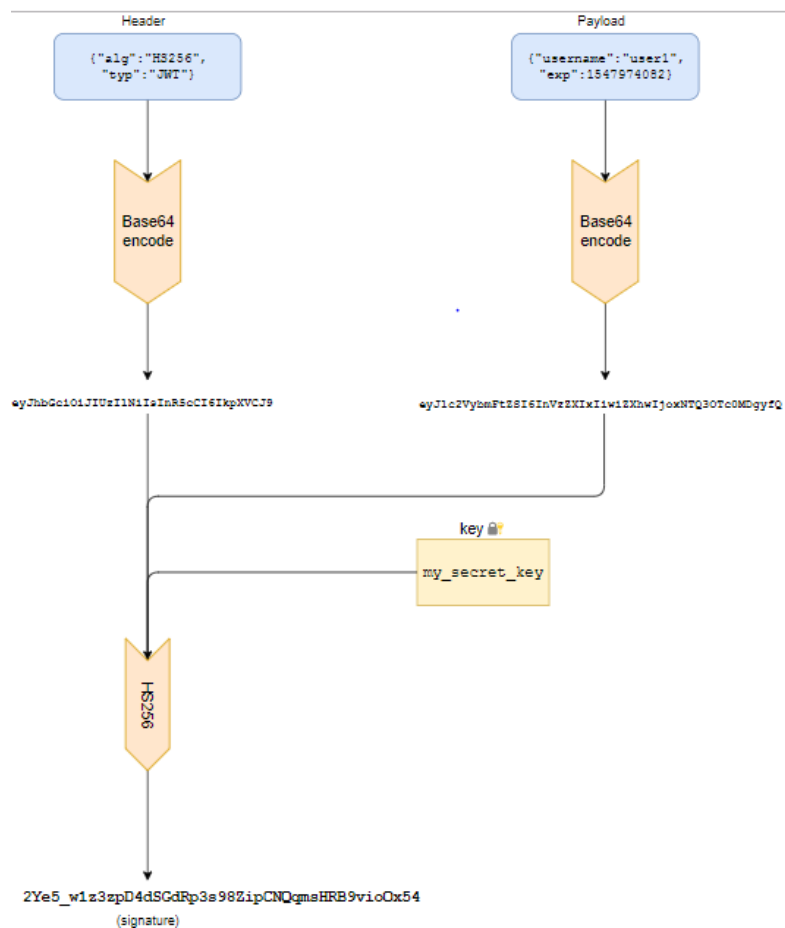 Header
Payload
{"alg":"HS256",
"typ":"JWT"}
{"username":"user1",
"exp":1547974082}
Base64
encode
Base64
encode
eyJhbGciOiJIUzI1NiIsInR5cCI6IkpXVCJ9
eyJ1c2VybmFtZSI6InVzZXIxIiwiZXhwIjoxNTQ3OTc0MDgyfQ
key
my_secret_key
HS256
2Ye5_w1z3zpD4dSGdRp3s98ZipCNQqmsHRB9vioOx54
(signature)